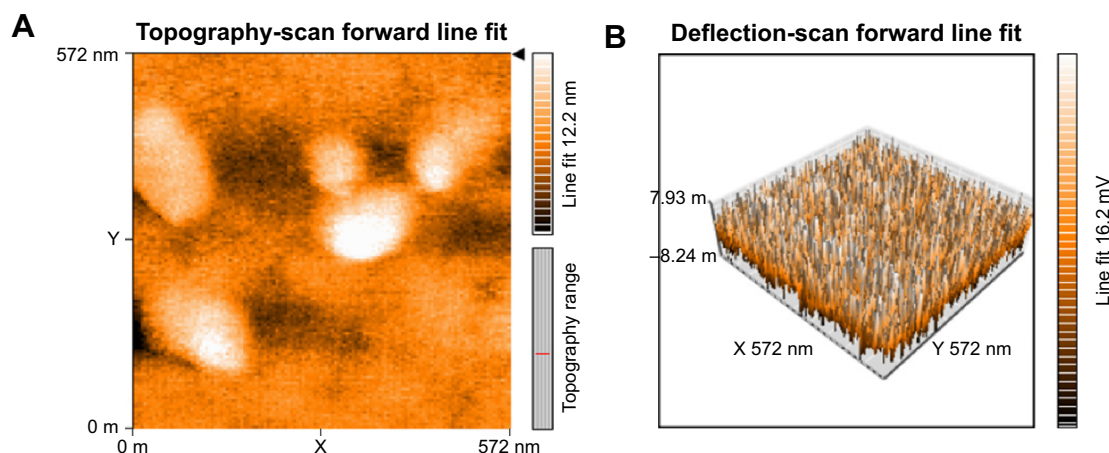 A
Topography-scan forward line fit
572 nm
Y
0 m
0 m
X
572 nm
Line fit 12.2 nm
Topography range
B
Deflection-scan forward line fit
7.93 m
–8.24 m
X 572 nm
Y 572 nm
Line fit 16.2 mV